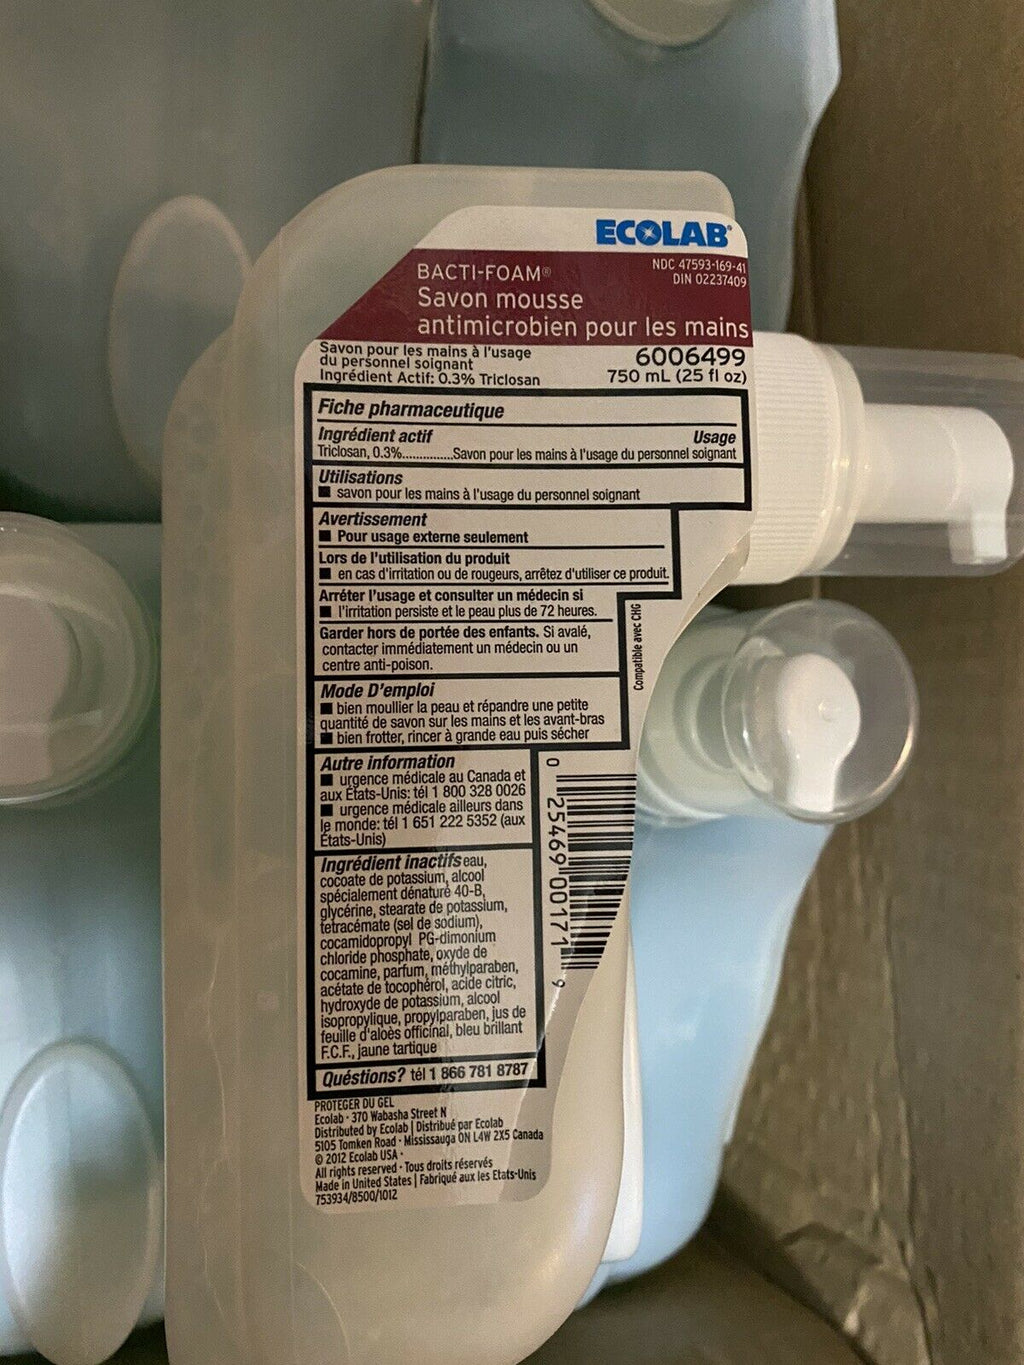 ECOLAB®
BACTI-FOAM®
NDC 47593-169-41
DIN 02237409
Savon mousse
antimicrobien pour les mains
Savon pour les mains à l'usage
du personnel soignant
Ingrédient Actif: 0.3% Triclosan
6006499
750 mL (25 fl oz)
Fiche pharmaceutique
Ingrédient actif Usage
Triclosan, 0.3%..............Savon pour les mains à l'usage du personnel soignant
Utilisations
■ savon pour les mains à l'usage du personnel soignant
Avertissement
■ Pour usage externe seulement
Lors de l'utilisation du produit
■ en cas d'irritation ou de rougeurs, arrêtez d'utiliser ce produit.
Arréter l'usage et consulter un médecin si
■ l'irritation persiste et le peau plus de 72 heures.
Garder hors de portée des enfants. Si avalé,
contacter immédiatement un médecin ou un
centre anti-poison.
Compatible avec CHG
Mode D'emploi
■ bien moullier la peau et répandre une petite
quantité de savon sur les mains et les avant-bras
■ bien frotter, rincer à grande eau puis sécher
Autre information
■ urgence médicale au Canada et
aux États-Unis: tél 1 800 328 0026
■ urgence médicale ailleurs dans
le monde: tél 1 651 222 5352 (aux
États-Unis)
0 25469 00171 9
Ingrédient inactifs eau,
cocoate de potassium, alcool
spécialement dénaturé 40-B,
glycérine, stearate de potassium,
tetracémate (sel de sodium),
cocamidopropyl PG-dimonium
chloride phosphate, oxyde de
cocamine, parfum, méthylparaben,
acétate de tocophérol, acide citric,
hydroxyde de potassium, alcool
isopropylique, propylparaben, jus de
feuille d'aloès officinal, bleu brillant
F.C.F., jaune tartique
Quéstions? tél 1 866 781 8787
PROTEGER DU GEL
Ecolab · 370 Wabasha Street N
Distributed by Ecolab | Distribué par Ecolab
5105 Tomken Road · Mississauga ON L4W 2X5 Canada
© 2012 Ecolab USA ·
All rights reserved · Tous droits réservés
Made in United States | Fabriqué aux les Etats-Unis
753934/8500/1012